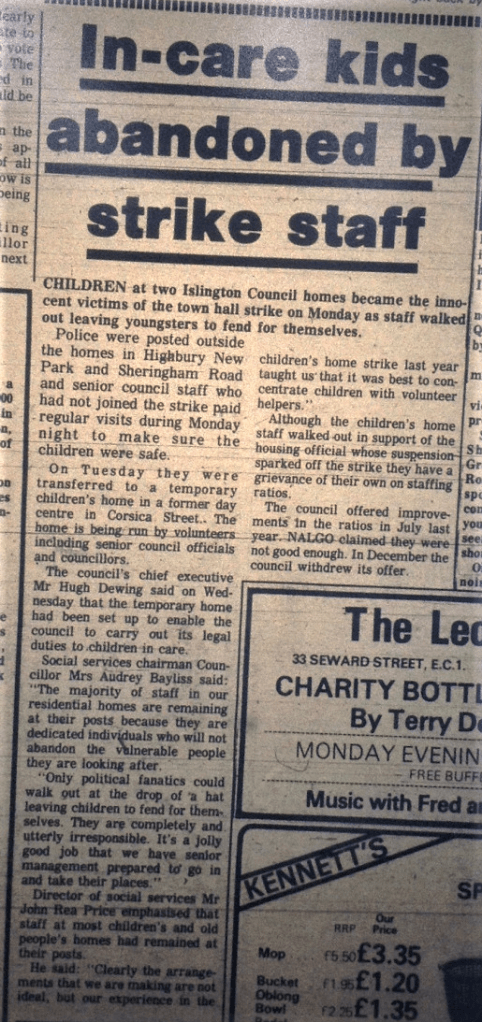 In-care kids
abandoned by
strike staff
CHILDREN at two Islington Council homes became the inno-
cent victims of the town hall strike on Monday as staff walked
out leaving youngsters to fend for themselves.
Police were posted outside
the homes in Highbury New
Park and Sheringham Road
and senior council staff who
had not joined the strike paid
regular visits during Monday
night to make sure the
children were safe.
On Tuesday they were
transferred to a temporary
children's home in a former day
centre in Corsica Street. The
home is being run by volunteers
including senior council officials
and councillors.
The council's chief executive
Mr Hugh Dewing said on Wed-
nesday that the temporary home
had been set up to enable the
council to carry out its legal
duties to children in care.
Social services chairman Coun-
cillor Mrs Audrey Bayliss said:
"The majority of staff in our
residential homes are remaining
at their posts because they are
dedicated individuals who will not
abandon the vulnerable people
they are looking after.
"Only political fanatics could
walk out at the drop of a hat
leaving children to fend for them-
selves. They are completely and
utterly irresponsible. It's a jolly
good job that we have senior
management prepared to go in
and take their places."
Director of social services Mr
John Rea Price emphasised that
staff at most children's and old
people's homes had remained at
their posts.
He said: "Clearly the arrange-
ments that we are making are not
ideal, but our experience in the
children's home strike last year
taught us that it was best to con-
centrate children with volunteer
helpers."
Although the children's home
staff walked out in support of the
housing official whose suspension
sparked off the strike they have a
grievance of their own on staffing
ratios.
The council offered improve-
ments in the ratios in July last
year. NALGO claimed they were
not good enough. In December the
council withdrew its offer.
The
33 SEWARD STREET, E.C.1.
CHARITY
By Terry
MONDAY
FREE
Music with Fred
KENNETT'S
RRP Our Price
Mop £5.50 £3.35
Bucket £1.95 £1.20
Oblong
Bowl £2.25 £1.35